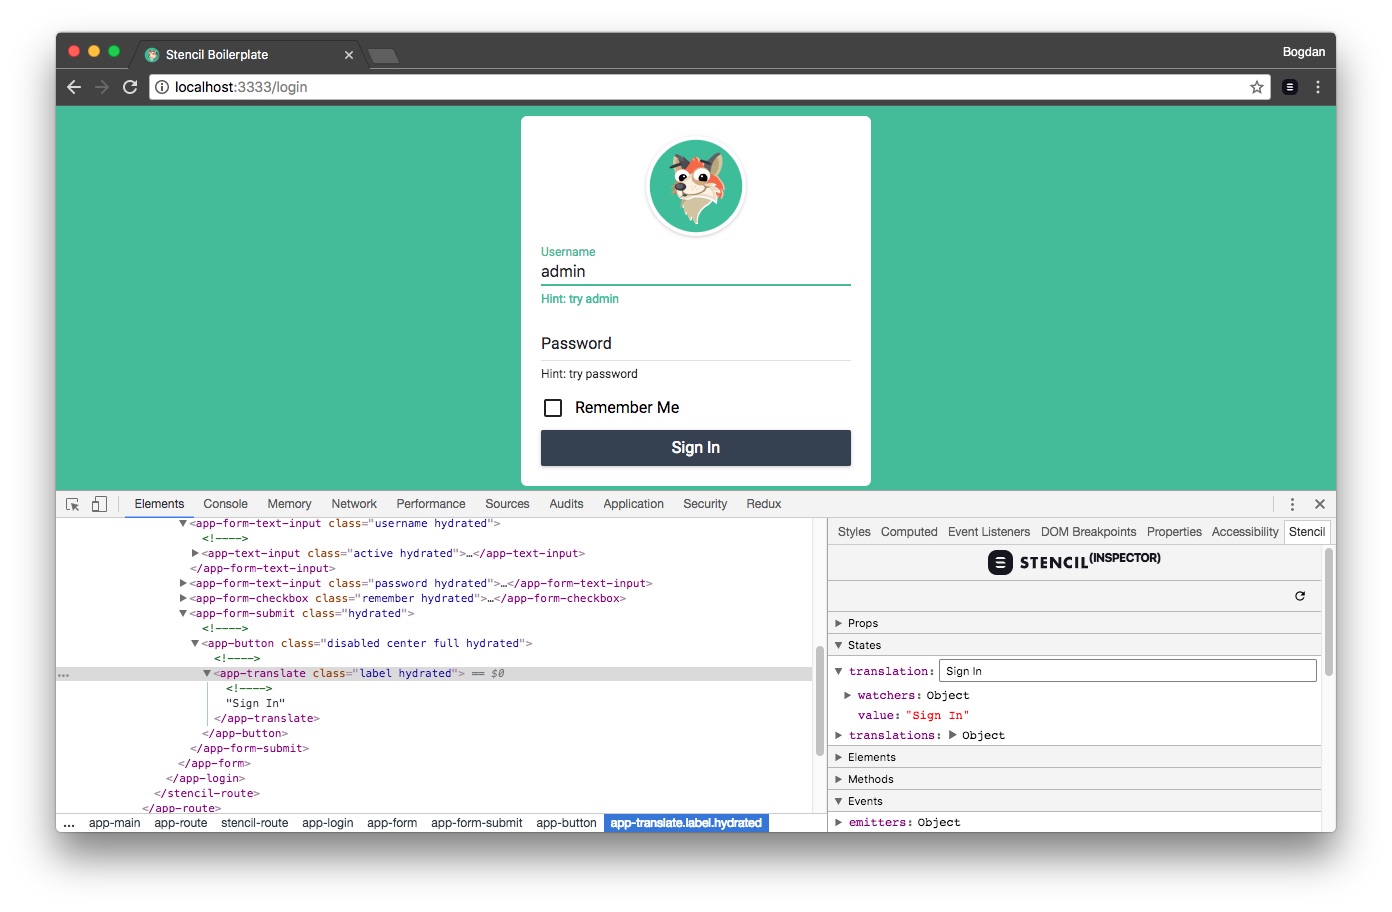 Stencil Boilerplate
Bogdan
localhost:3333/login
Username
admin
Hint: try admin
Password
Hint: try password
Remember Me
Sign In
Elements Console Memory Network Performance Sources Audits Application Security Redux
<app-form-text-input class="username hydrated">
<!---->
<app-text-input class="active hydrated">…</app-text-input>
</app-form-text-input>
<app-form-text-input class="password hydrated">…</app-form-text-input>
<app-form-checkbox class="remember hydrated">…</app-form-checkbox>
<app-form-submit class="hydrated">
<!---->
<app-button class="disabled center full hydrated">
<!---->
… <app-translate class="label hydrated"> == $0
<!---->
"Sign In"
</app-translate>
</app-button>
</app-form-submit>
</app-form>
</app-login>
</stencil-route>
</app-route>
... app-main app-route stencil-route app-login app-form app-form-submit app-button app-translate.label.hydrated
Styles Computed Event Listeners DOM Breakpoints Properties Accessibility Stencil
STENCIL(INSPECTOR)
Props
States
translation: Sign In
watchers: Object
value: "Sign In"
translations: Object
Elements
Methods
Events
emitters: Object